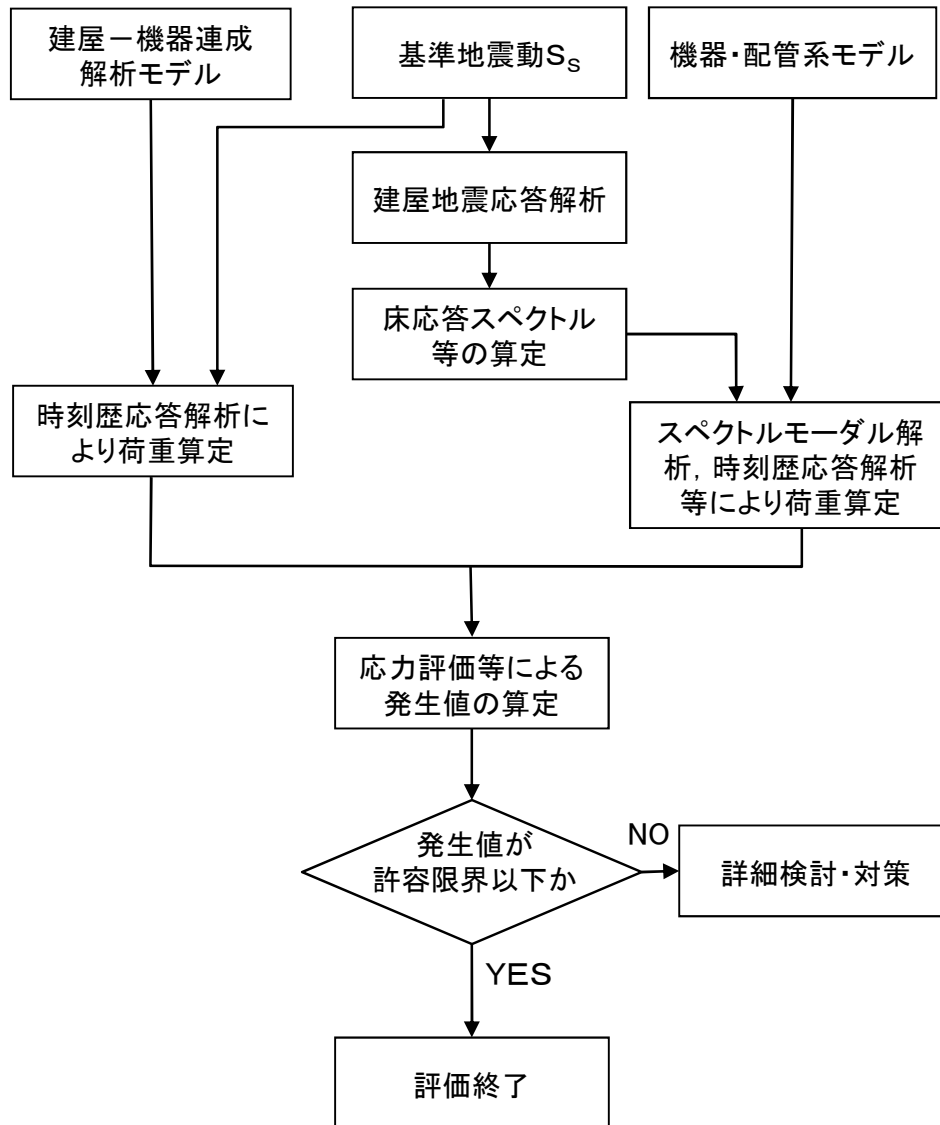 建屋－機器連成
解析モデル
基準地震動SS
機器・配管系モデル
建屋地震応答解析
床応答スペクトル
等の算定
時刻歴応答解析に
より荷重算定
スペクトルモーダル解
析，時刻歴応答解析
等により荷重算定
応力評価等による
発生値の算定
発生値が
許容限界以下か
NO
詳細検討・対策
YES
評価終了